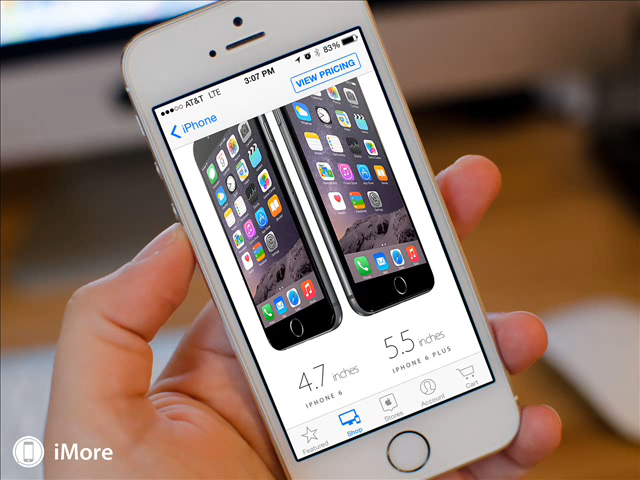 ●●●○○ AT&T LTE 3:07 PM 83%
iPhone VIEW PRICING
4.7 inches
IPHONE 6
5.5 inches
IPHONE 6 PLUS
Featured Shop Stores Account Cart
iMore